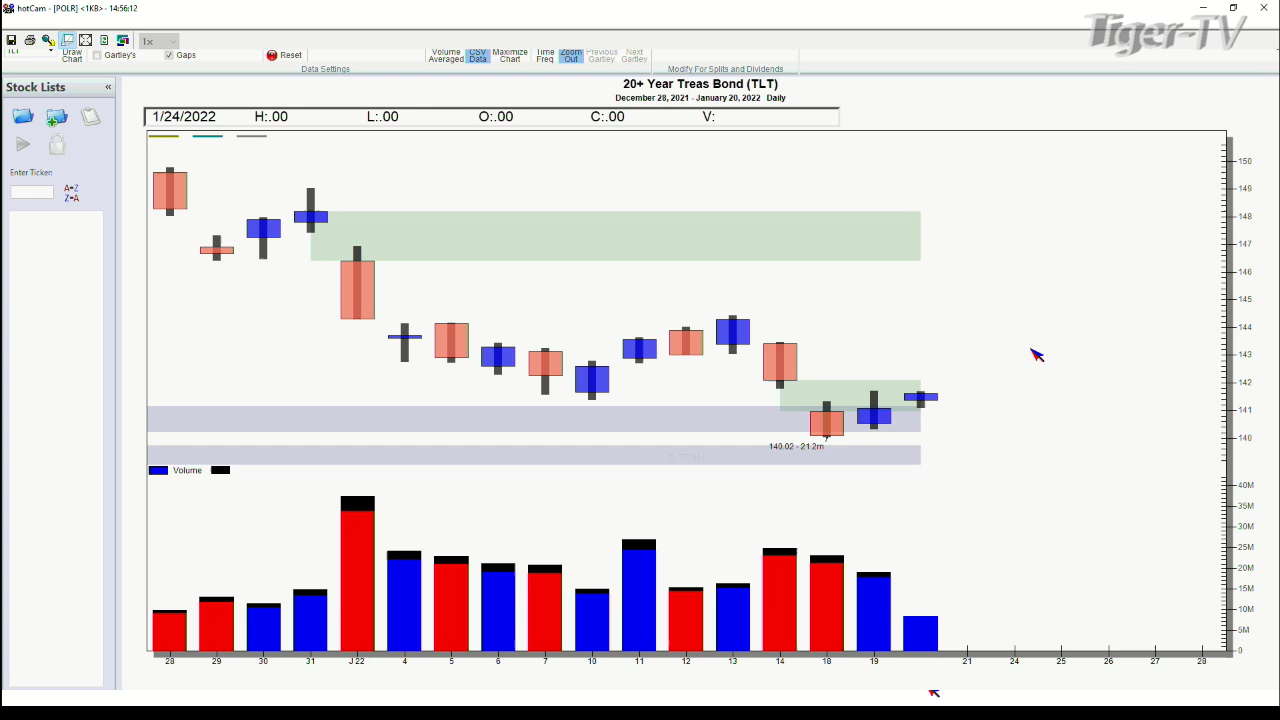 hotCam - [POLR] <1KB> - 14:56:12
Tiger-TV
1x
TLT
Draw Chart
Gartley's
Gaps
Reset
Volume Averaged
CSV Data
Maximize Chart
Time Freq
Zoom Out
Previous Gartley
Next Gartley
Data Settings
Modify For Splits and Dividends
Stock Lists «
Enter Ticker:
A=Z
Z=A
20+ Year Treas Bond (TLT)
December 28, 2021 - January 20, 2022 Daily
1/24/2022 H:.00 L:.00 O:.00 C:.00 V:
150
149
148
147
146
145
144
143
142
141
140
140.02 - 21.2m
Volume
40M
35M
30M
25M
20M
15M
10M
5M
0
28 29 30 31 J 22 4 5 6 7 10 11 12 13 14 18 19 21 24 25 26 27 28